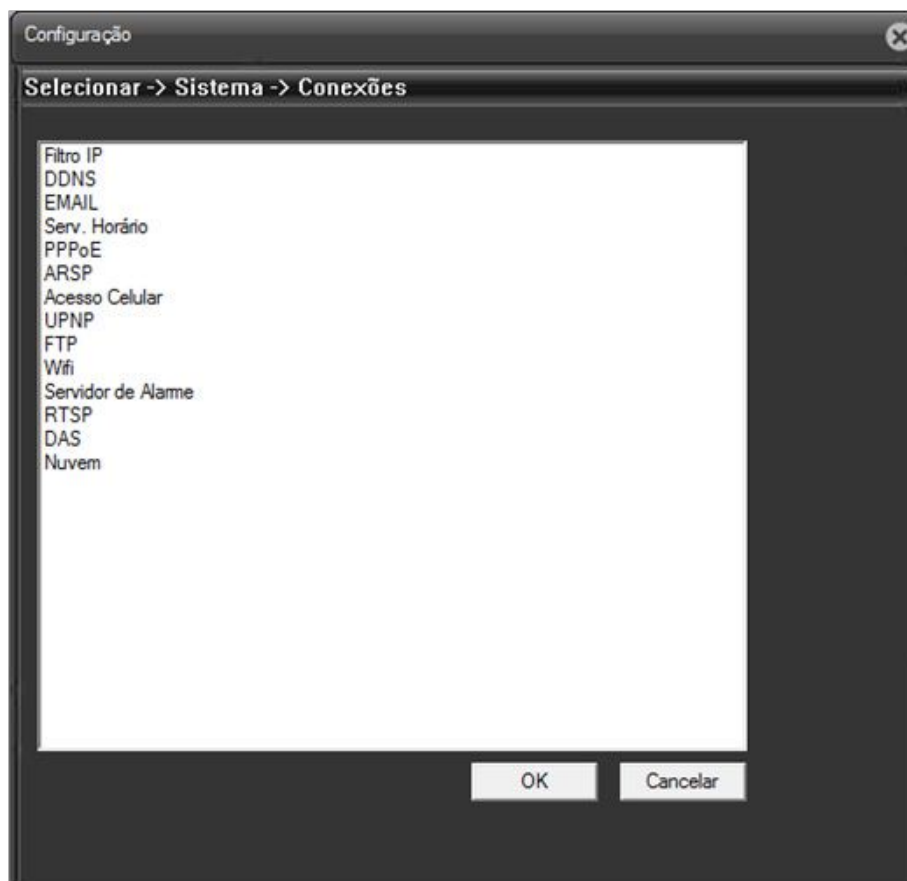 Configuração
Selecionar -> Sistema -> Conexões
Filtro IP
DDNS
EMAIL
Serv. Horário
PPPoE
ARSP
Acesso Celular
UPNP
FTP
Wifi
Servidor de Alarme
RTSP
DAS
Nuvem
OK Cancelar